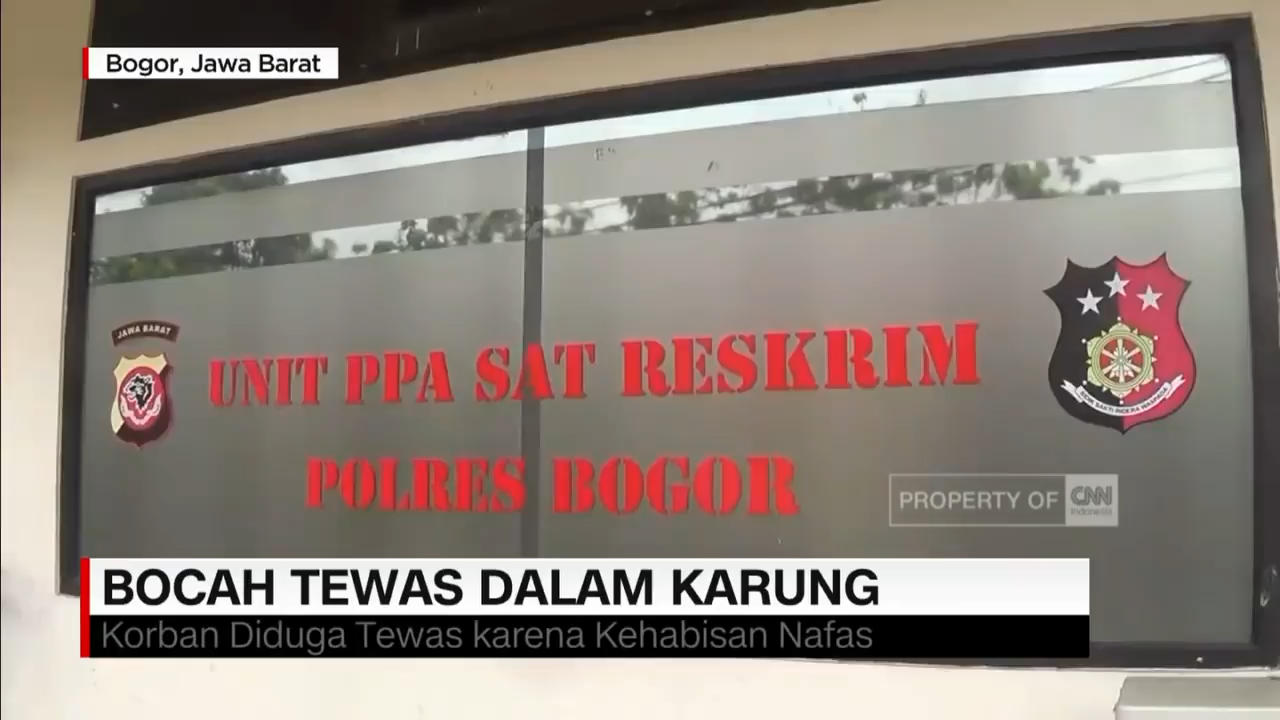 Bogor, Jawa Barat
JAWA BARAT
UNIT PPA SAT RESKRIM
POLRES BOGOR
PROPERTY OF CNN Indonesia
BOCAH TEWAS DALAM KARUNG
Korban Diduga Tewas karena Kehabisan Nafas